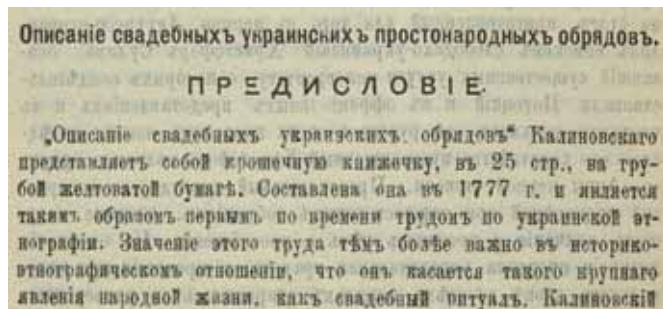 Описаніе свадебныхъ украинскихъ простонародныхъ обрядовъ.
ПРЕДИСЛОВІЕ.
„Описаніе свадебныхъ украинскихъ обрядовъ“ Калиновскаго
представляетъ собой крошечную книжечку, въ 25 стр., на гру-
бой желтоватой бумагѣ. Составлена она въ 1777 г. и является
такимъ образомъ первымъ по времени трудомъ по украинской эт-
нографіи. Значеніе этого труда тѣмъ болѣе важно въ историко-
этнографическомъ отношеніи, что онъ касается такого крупнаго
явленія народной жизни, какъ свадебный ритуалъ. Калиновскій